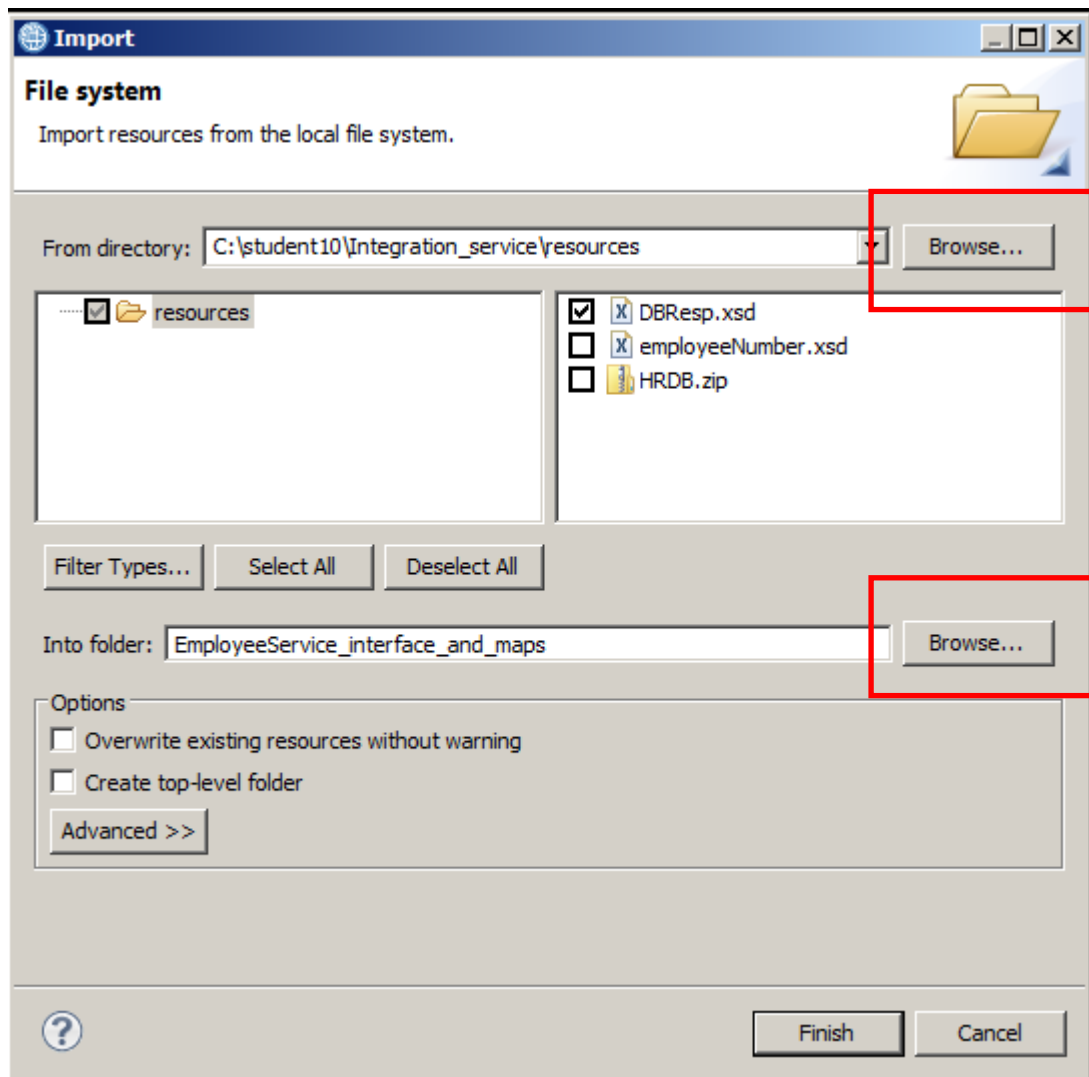 Import
File system
Import resources from the local file system.
From directory: C:\student10\Integration_service\resources Browse...
resources
DBResp.xsd
employeeNumber.xsd
HRDB.zip
Filter Types... Select All Deselect All
Into folder: EmployeeService_interface_and_maps Browse...
Options
Overwrite existing resources without warning
Create top-level folder
Advanced >>
? Finish Cancel